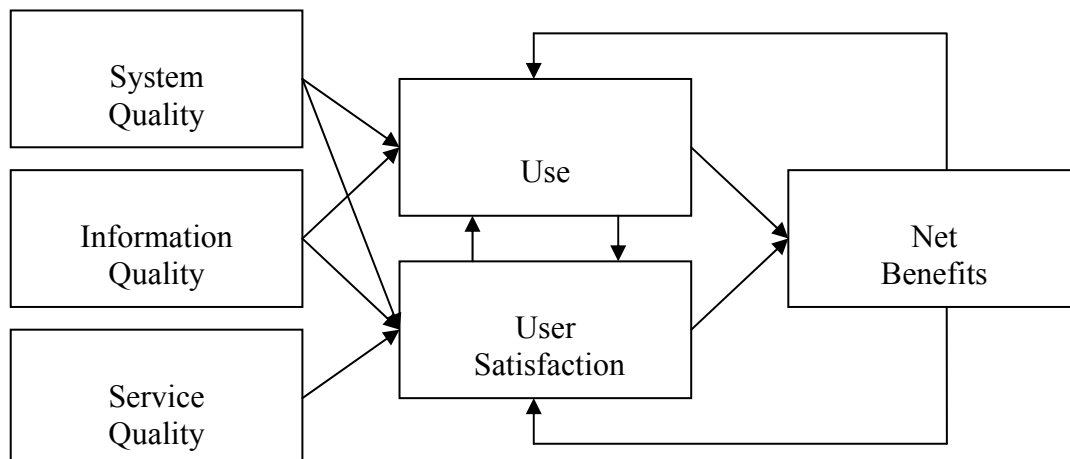 System
Quality
Information
Quality
Service
Quality
Use
User
Satisfaction
Net
Benefits